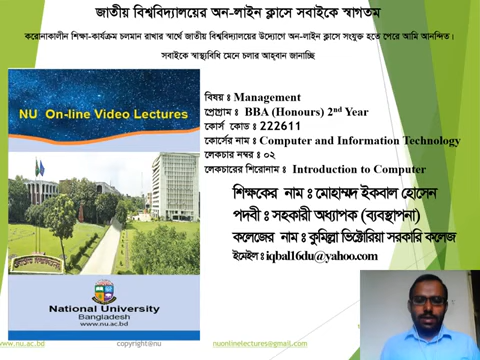 জাতীয় বিশ্ববিদ্যালয়ের অন-লাইন ক্লাসে সবাইকে স্বাগতম
করোনাকালীন শিক্ষা-কার্যক্রম চলমান রাখার স্বার্থে জাতীয় বিশ্ববিদ্যালয়ের উদ্যোগে অন-লাইন ক্লাসে সংযুক্ত হতে পেরে আমি আনন্দিত।
সবাইকে স্বাস্থ্যবিধি মেনে চলার আহ্বান জানাচ্ছি
NU On-line Video Lectures
National University
Bangladesh
www.nu.ac.bd
বিষয় ঃ Management
প্রোগ্রাম ঃ BBA (Honours) 2nd Year
কোর্স কোড ঃ 222611
কোর্সের নাম ঃ Computer and Information Technology
লেকচার নম্বর ঃ ০২
লেকচারের শিরোনাম ঃ Introduction to Computer
শিক্ষকের নাম ঃ মোহাম্মদ ইকবাল হোসেন
পদবী ঃ সহকারী অধ্যাপক (ব্যবস্থাপনা)
কলেজের নাম ঃ কুমিল্লা ভিক্টোরিয়া সরকারি কলেজ
ইমেইল ঃ iqbal16du@yahoo.com
www.nu.ac.bd copyright@nu nuonlinelectures@gmail.com